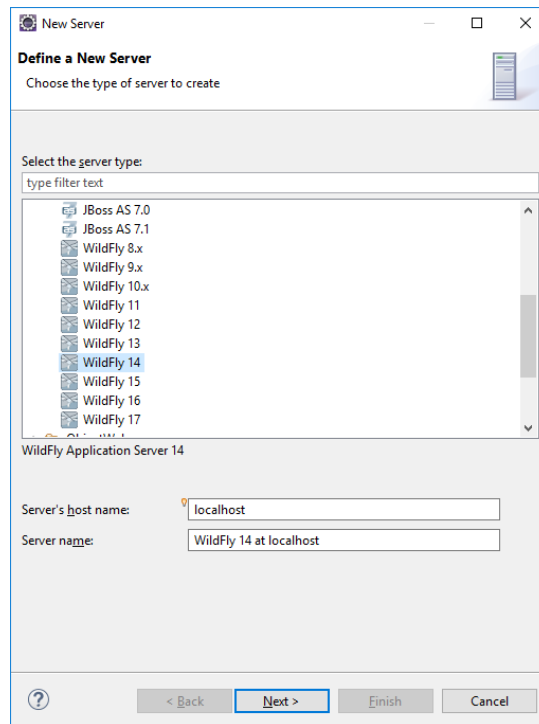 New Server
Define a New Server
Choose the type of server to create
Select the server type:
type filter text
JBoss AS 7.0
JBoss AS 7.1
WildFly 8.x
WildFly 9.x
WildFly 10.x
WildFly 11
WildFly 12
WildFly 13
WildFly 14
WildFly 15
WildFly 16
WildFly 17
WildFly Application Server 14
Server's host name: localhost
Server name: WildFly 14 at localhost
? < Back Next > Finish Cancel